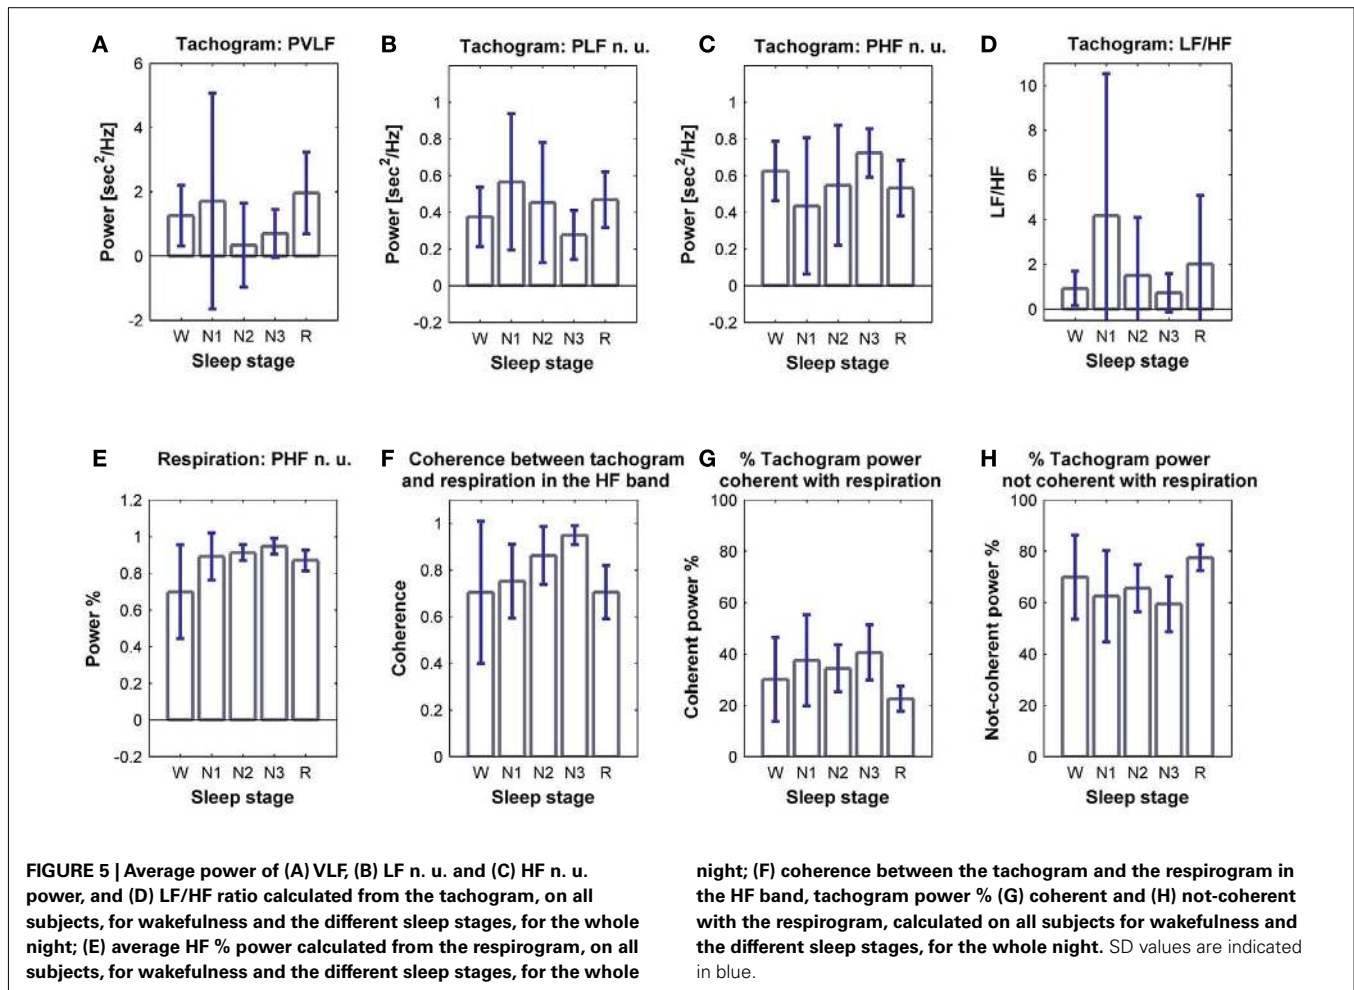 A Tachogram: PVLF
Power [sec²/Hz]
6
4
2
0
-2
W N1 N2 N3 R
Sleep stage
B Tachogram: PLF n. u.
Power [sec²/Hz]
1
0.8
0.6
0.4
0.2
0
-0.2
W N1 N2 N3 R
Sleep stage
C Tachogram: PHF n. u.
Power [sec²/Hz]
1
0.8
0.6
0.4
0.2
0
-0.2
W N1 N2 N3 R
Sleep stage
D Tachogram: LF/HF
LF/HF
10
8
6
4
2
0
W N1 N2 N3 R
Sleep stage
E Respiration: PHF n. u.
Power %
1.2
1
0.8
0.6
0.4
0.2
0
-0.2
W N1 N2 N3 R
Sleep stage
F Coherence between tachogram
and respiration in the HF band
Coherence
1
0.8
0.6
0.4
0.2
0
W N1 N2 N3 R
Sleep stage
G % Tachogram power
coherent with respiration
Coherent power %
100
80
60
40
20
0
W N1 N2 N3 R
Sleep stage
H % Tachogram power
not coherent with respiration
Not-coherent power %
100
80
60
40
20
0
W N1 N2 N3 R
Sleep stage
FIGURE 5 | Average power of (A) VLF, (B) LF n. u. and (C) HF n. u.
power, and (D) LF/HF ratio calculated from the tachogram, on all
subjects, for wakefulness and the different sleep stages, for the whole
night; (E) average HF % power calculated from the respirogram, on all
subjects, for wakefulness and the different sleep stages, for the whole
night; (F) coherence between the tachogram and the respirogram in
the HF band, tachogram power % (G) coherent and (H) not-coherent
with the respirogram, calculated on all subjects for wakefulness and
the different sleep stages, for the whole night. SD values are indicated
in blue.